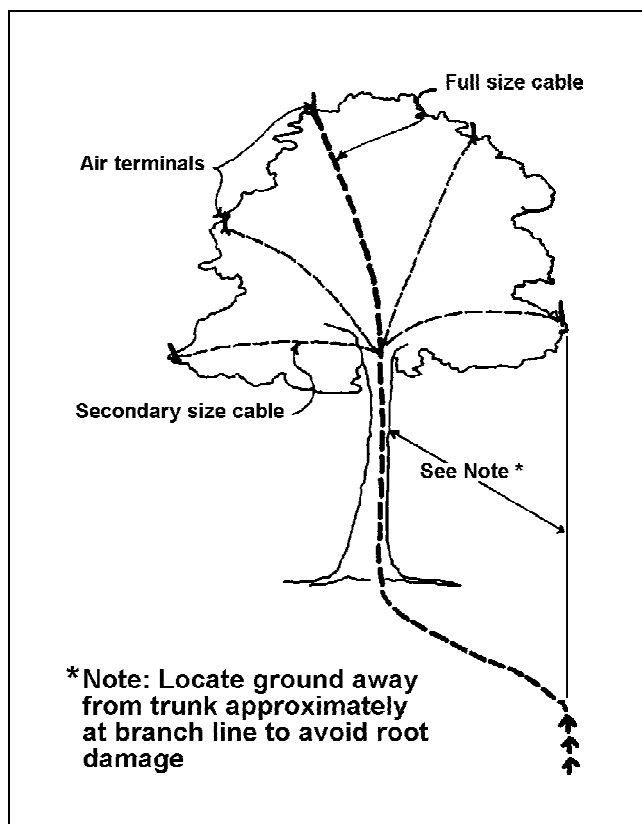 Full size cable
Air terminals
Secondary size cable
See Note *
*Note: Locate ground away
from trunk approximately
at branch line to avoid root
damage